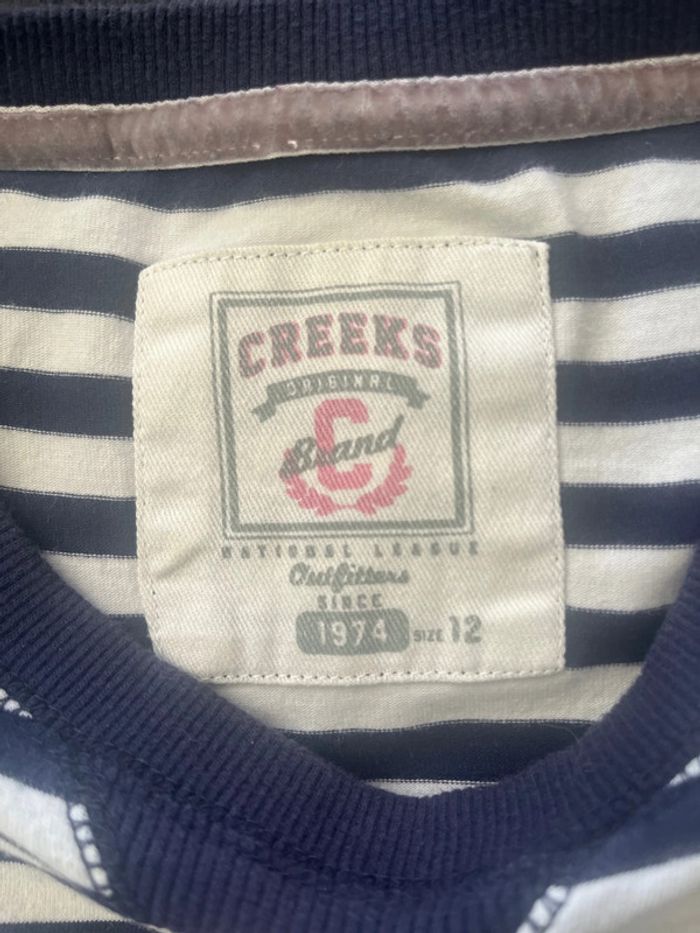 CREEKS
ORIGINAL
C
Brand
NATIONAL LEAGUE
Outfitters
SINCE
1974 SIZE 12